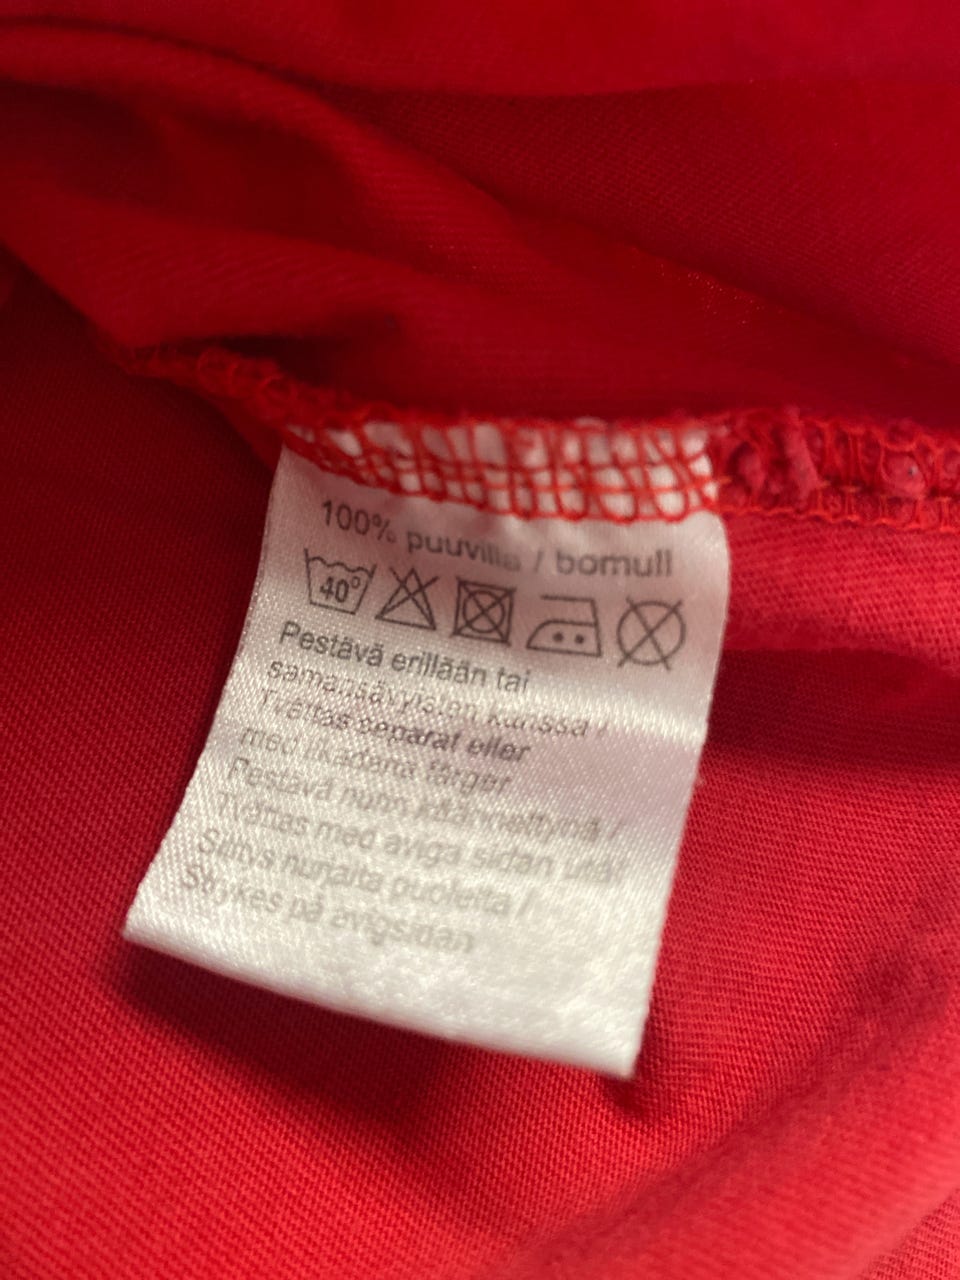 100% puuvilla / bomull
40°
Pestävä erillään tai
samansävyisten kanssa /
Tvättas separat eller
med likadana färger
Pestävä nurin käännettynä /
Tvättas med aviga sidan utåt
Silitys nurjalta puolelta /
Strykes på avigsidan